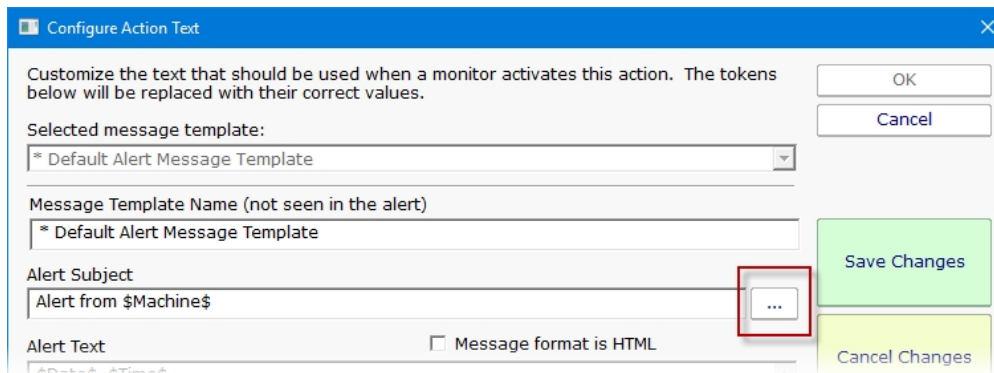 Configure Action Text
Customize the text that should be used when a monitor activates this action. The tokens
below will be replaced with their correct values.
OK
Cancel
Selected message template:
* Default Alert Message Template
Message Template Name (not seen in the alert)
* Default Alert Message Template
Save Changes
Alert Subject
Alert from $Machine$
...
Alert Text
Message format is HTML
Cancel Changes
$Date$ $Time$